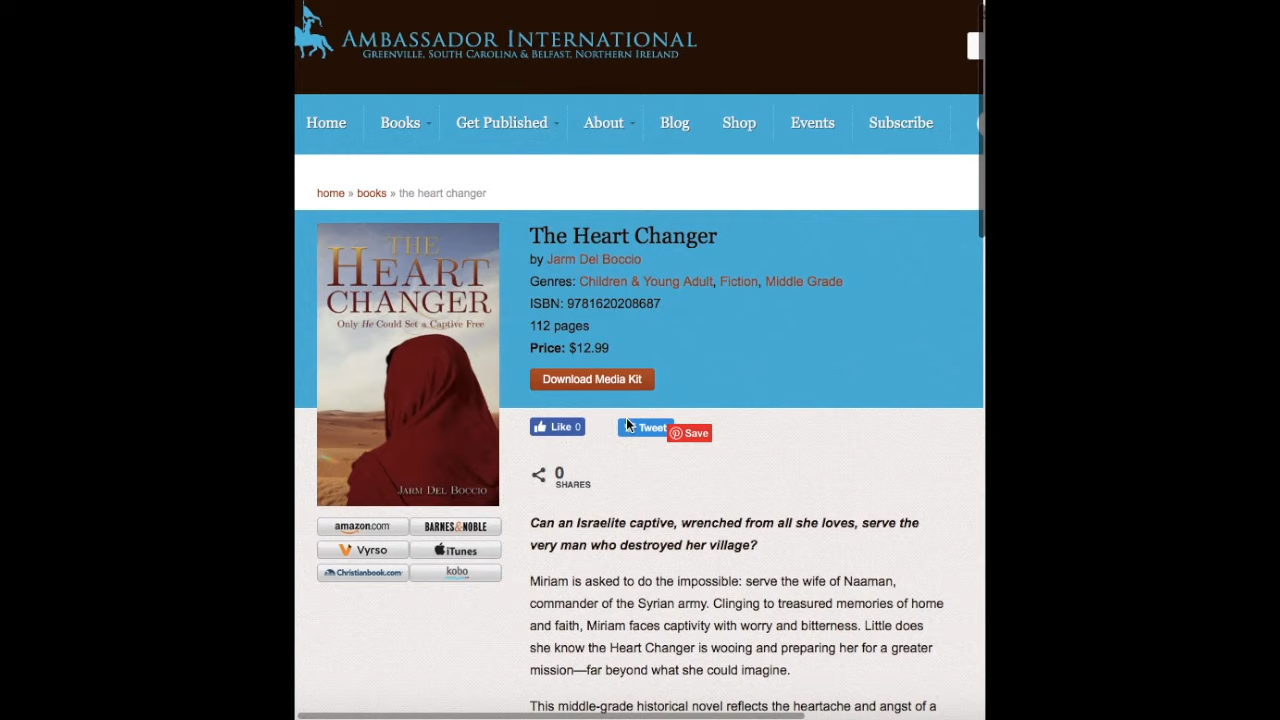 AMBASSADOR INTERNATIONAL
GREENVILLE, SOUTH CAROLINA & BELFAST, NORTHERN IRELAND
Home
Books
Get Published
About
Blog
Shop
Events
Subscribe
home » books » the heart changer
THE
HEART
CHANGER
Only He Could Set a Captive Free
JARM DEL BOCCIO
The Heart Changer
by Jarm Del Boccio
Genres: Children & Young Adult, Fiction, Middle Grade
ISBN: 9781620208687
112 pages
Price: $12.99
Download Media Kit
Like 0
Tweet
Save
0
SHARES
amazon.com
BARNES&NOBLE
Vyrso
iTunes
Christianbook.com
kobo
Can an Israelite captive, wrenched from all she loves, serve the
very man who destroyed her village?
Miriam is asked to do the impossible: serve the wife of Naaman,
commander of the Syrian army. Clinging to treasured memories of home
and faith, Miriam faces captivity with worry and bitterness. Little does
she know the Heart Changer is wooing and preparing her for a greater
mission—far beyond what she could imagine.
This middle-grade historical novel reflects the heartache and angst of a